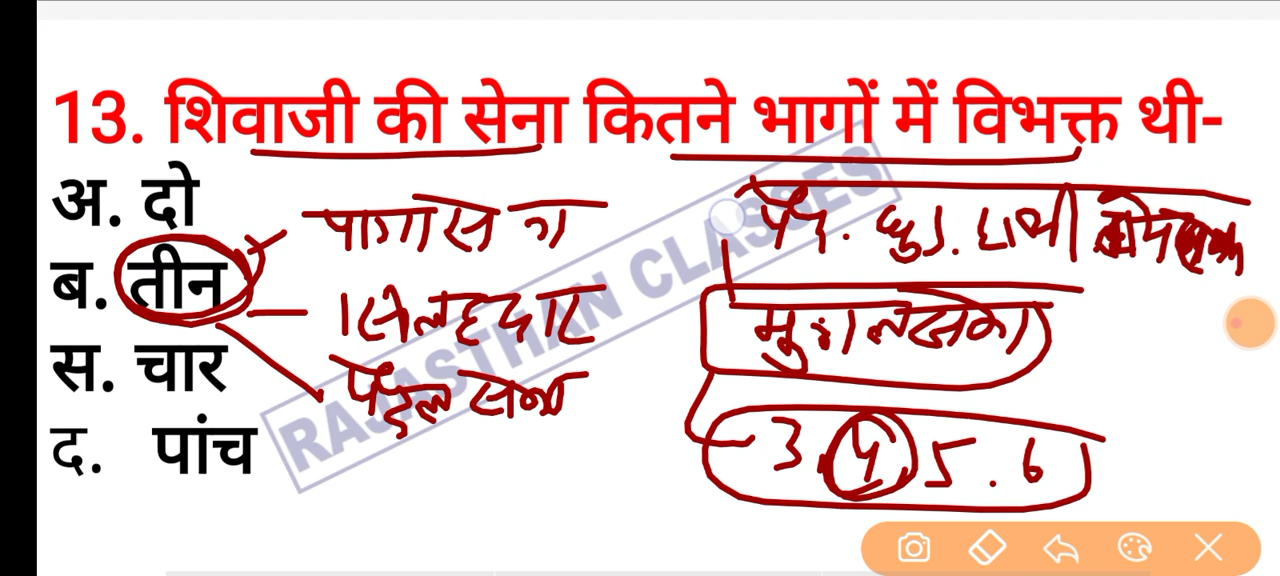 13. शिवाजी की सेना कितने भागों में विभक्त थी-
अ. दो
ब. तीन
स. चार
द. पांच
पागा सेना
सिलहदार
पैदल सेना
पैद. घुड़. हाथी
मुगल सेना
3. 4. 5. 6
RAJASTHAN CLASSES